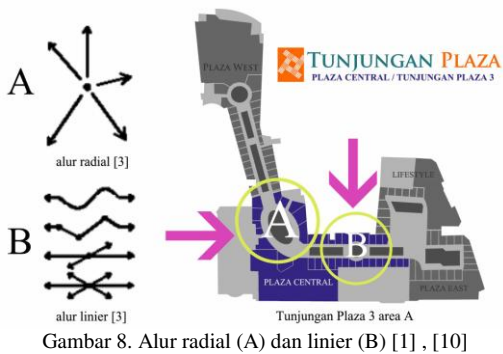 A
alur radial [3]
B
alur linier [3]
TUNJUNGAN PLAZA
PLAZA CENTRAL / TUNJUNGAN PLAZA 3
PLAZA WEST
LIFESTYLE
A
B
PLAZA CENTRAL
PLAZA EAST
Tunjungan Plaza 3 area A
Gambar 8. Alur radial (A) dan linier (B) [1] , [10]